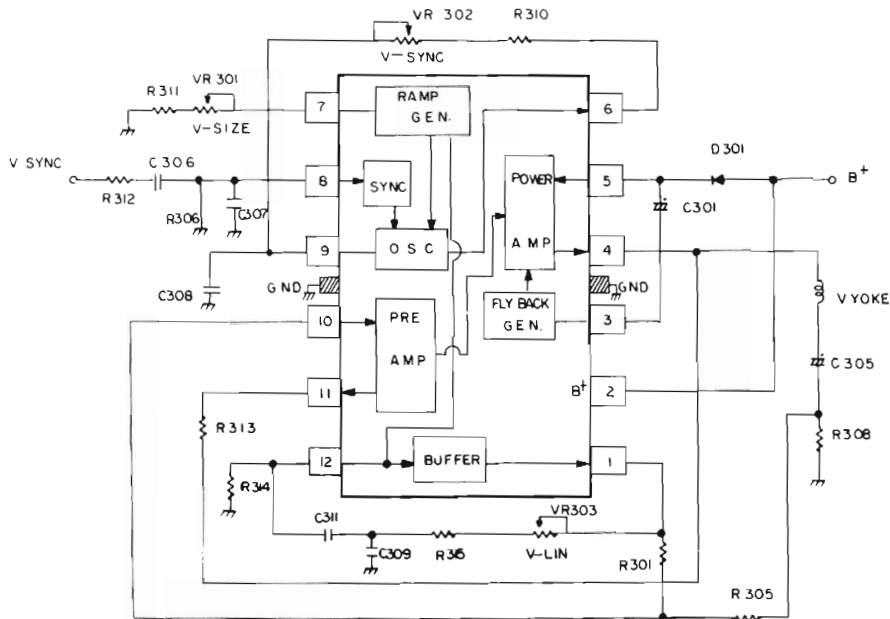 VR 302
R310
V-SYNC
R311
VR 301
V-SIZE
7
RAMP
GEN.
6
V SYNC
R312
C306
R306
C307
8
SYNC
POWER
AMP
5
D301
B+
C301
9
OSC
4
C308
GND
GND
FLY BACK
GEN.
3
V YOKE
10
PRE
AMP
C305
11
B+
2
R313
R308
R314
12
BUFFER
1
C311
C309
R315
VR303
V-LIN
R301
R305